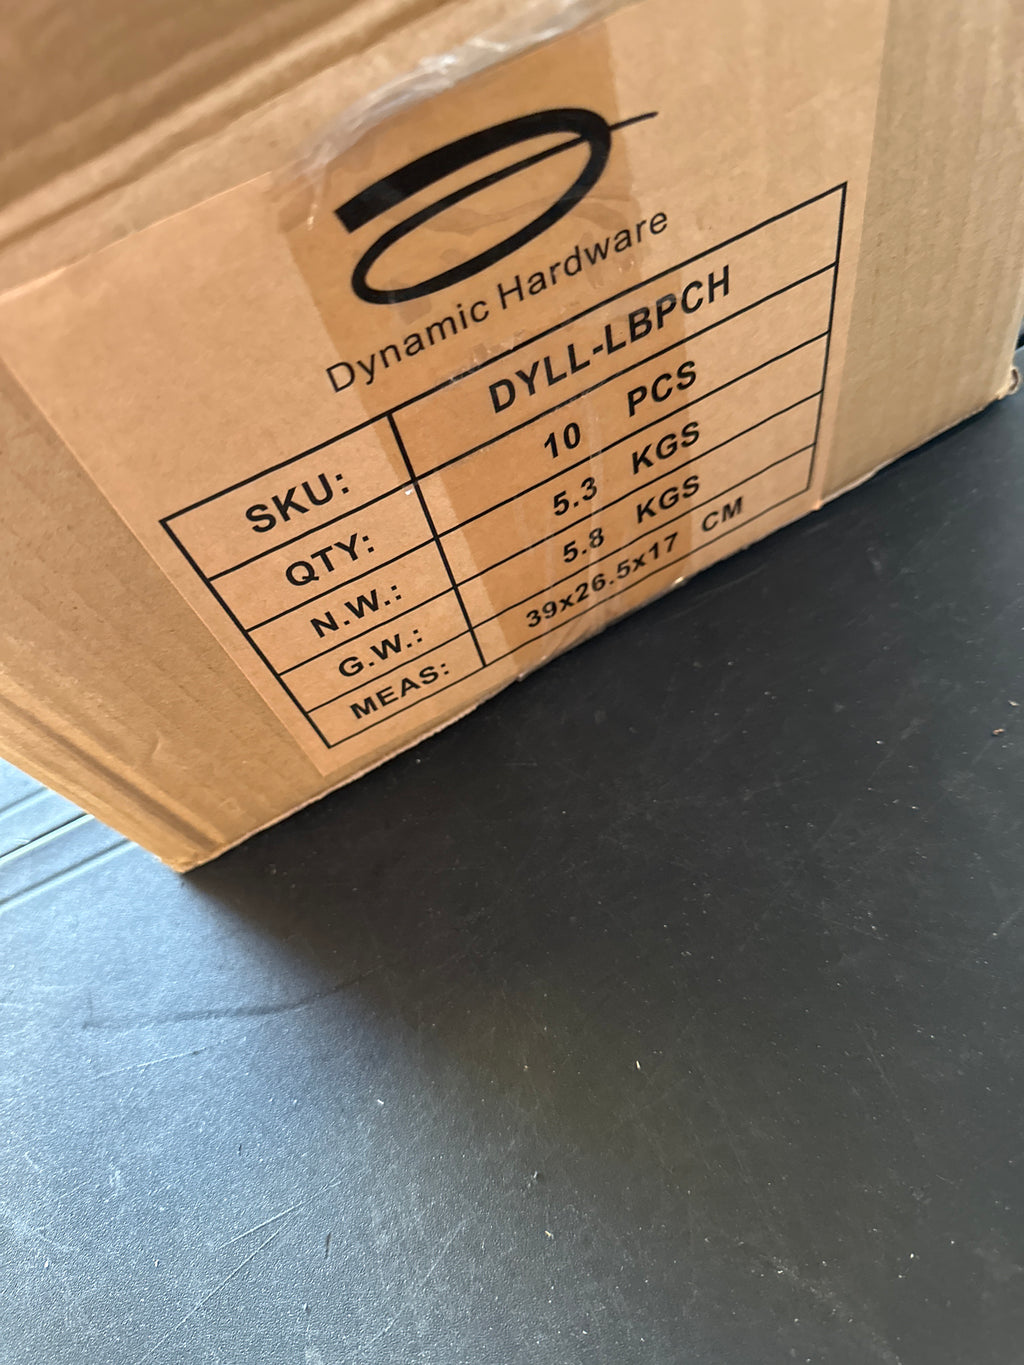 Dynamic Hardware
SKU: DYLL-LBPCH
QTY: 10 PCS
N.W.: 5.3 KGS
G.W.: 5.8 KGS
MEAS: 39x26.5x17 CM